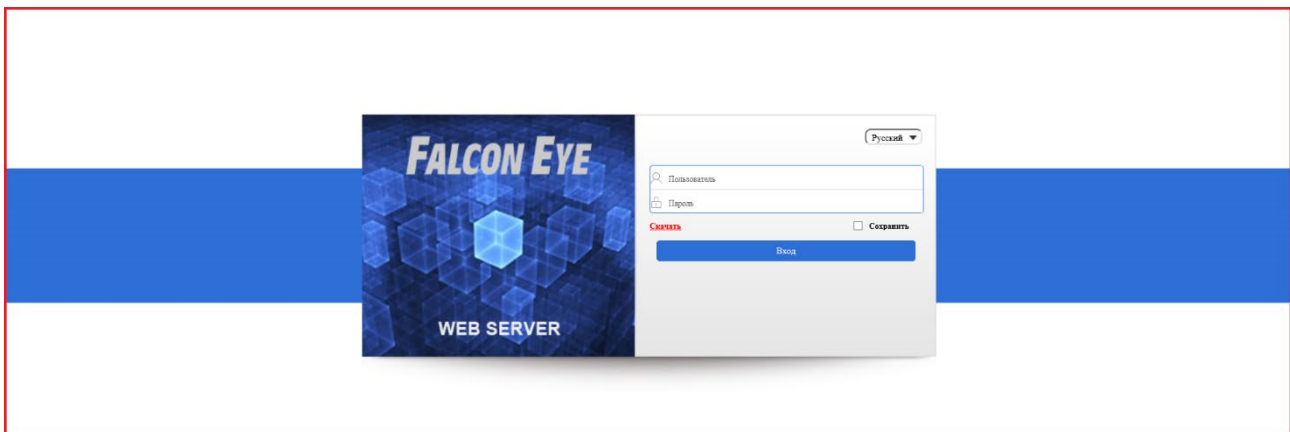 FALCON EYE
WEB SERVER
Русский
Пользователь
Пароль
Скачать
Сохранить
Вход